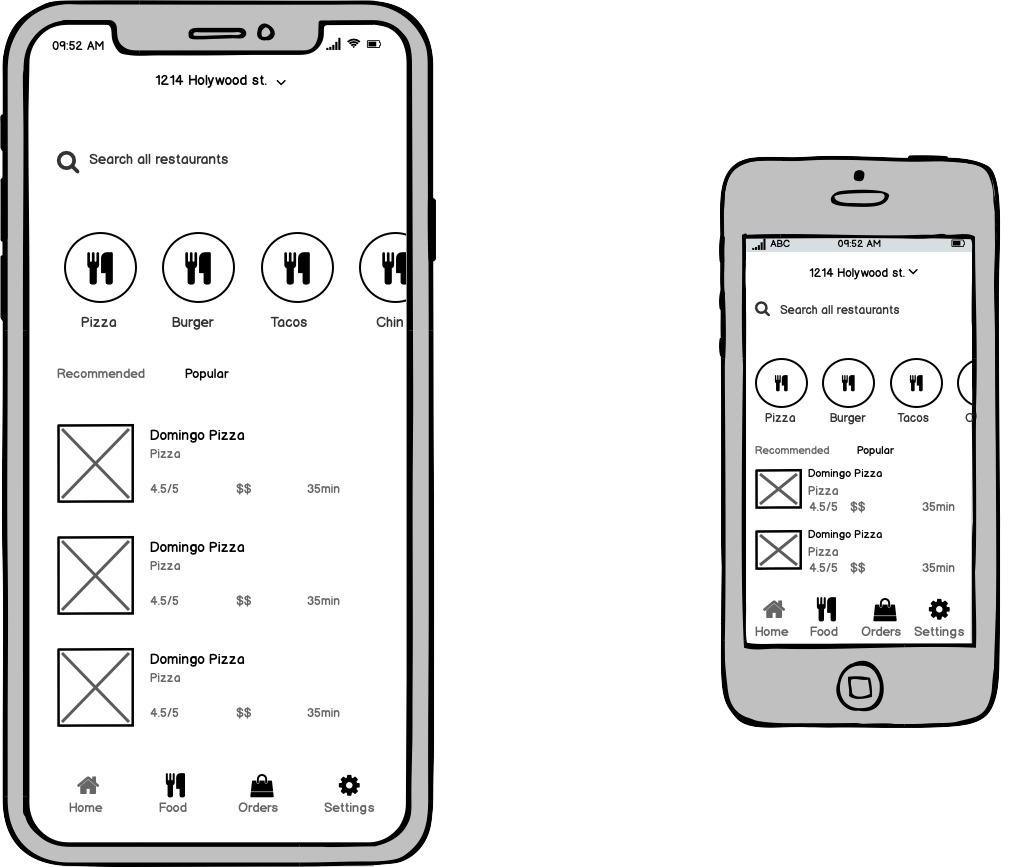 09:52 AM
1214 Holywood st.
Search all restaurants
Pizza Burger Tacos Chin
Recommended Popular
Domingo Pizza
Pizza
4.5/5 $$ 35min
Domingo Pizza
Pizza
4.5/5 $$ 35min
Domingo Pizza
Pizza
4.5/5 $$ 35min
Home Food Orders Settings
ABC 09:52 AM
1214 Holywood st.
Search all restaurants
Pizza Burger Tacos C
Recommended Popular
Domingo Pizza
Pizza
4.5/5 $$ 35min
Domingo Pizza
Pizza
4.5/5 $$ 35min
Home Food Orders Settings